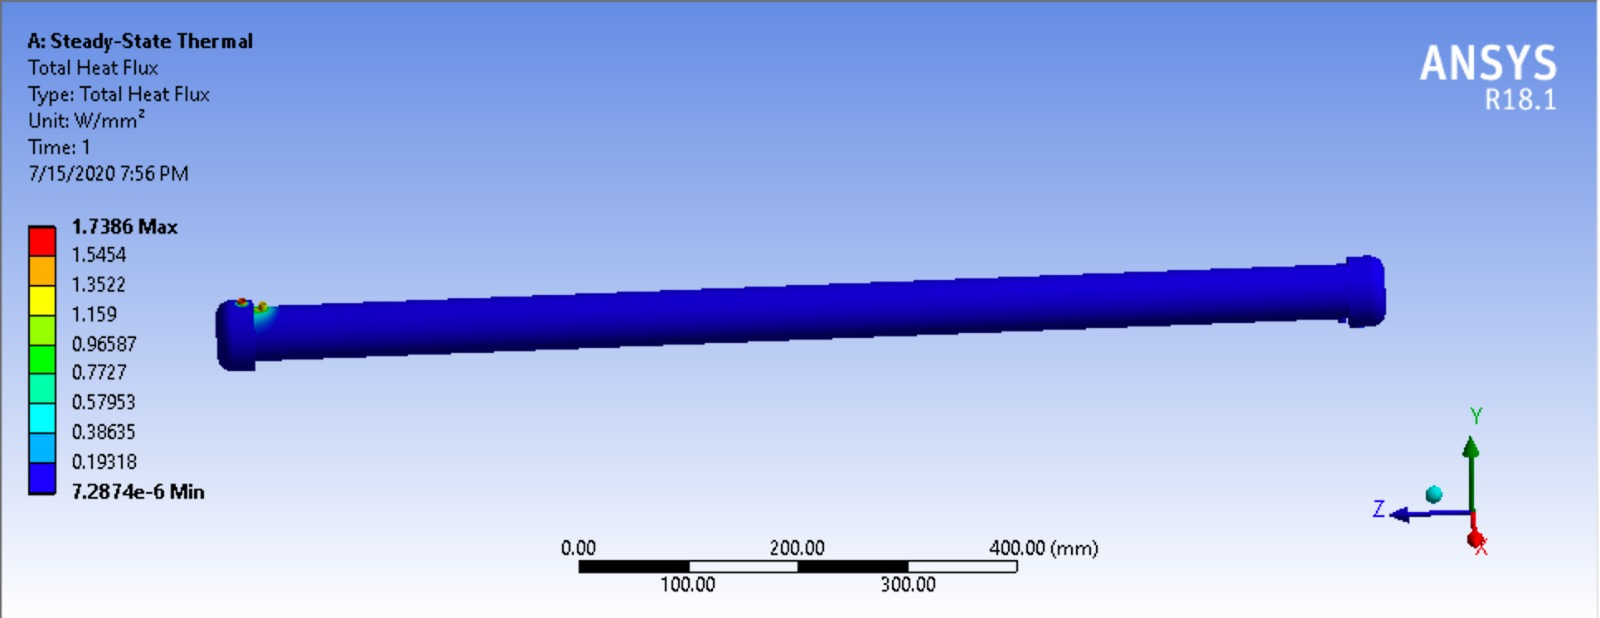 A: Steady-State Thermal
Total Heat Flux
Type: Total Heat Flux
Unit: W/mm²
Time: 1
7/15/2020 7:56 PM
ANSYS
R18.1
1.7386 Max
1.5454
1.3522
1.159
0.96587
0.7727
0.57953
0.38635
0.19318
7.2874e-6 Min
0.00 200.00 400.00 (mm)
100.00 300.00
Y
Z
X